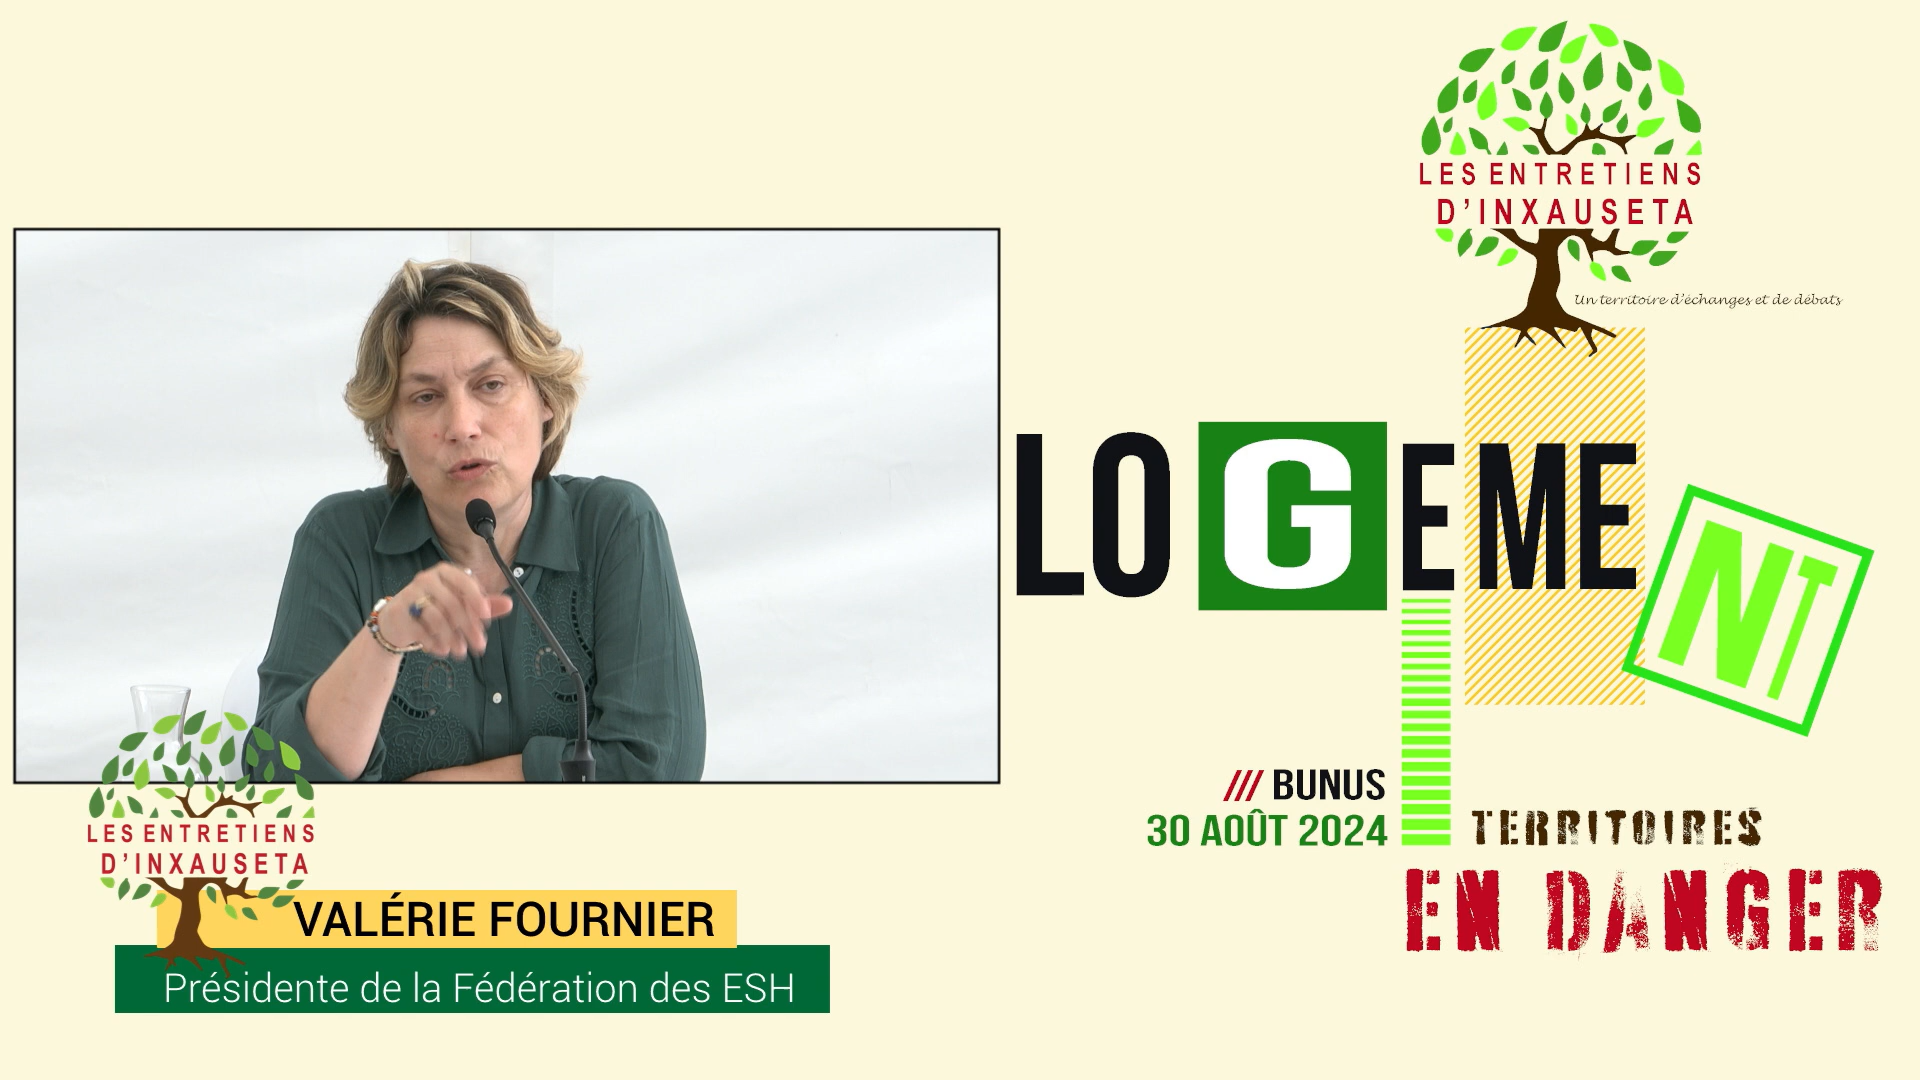 LES ENTRETIENS
D'INXAUSETA
Un territoire d'échanges et de débats
LOGEMENT
/// BUNUS
30 AOÛT 2024
TERRITOIRES
EN DANGER
LES ENTRETIENS
D'INXAUSETA
VALÉRIE FOURNIER
Présidente de la Fédération des ESH